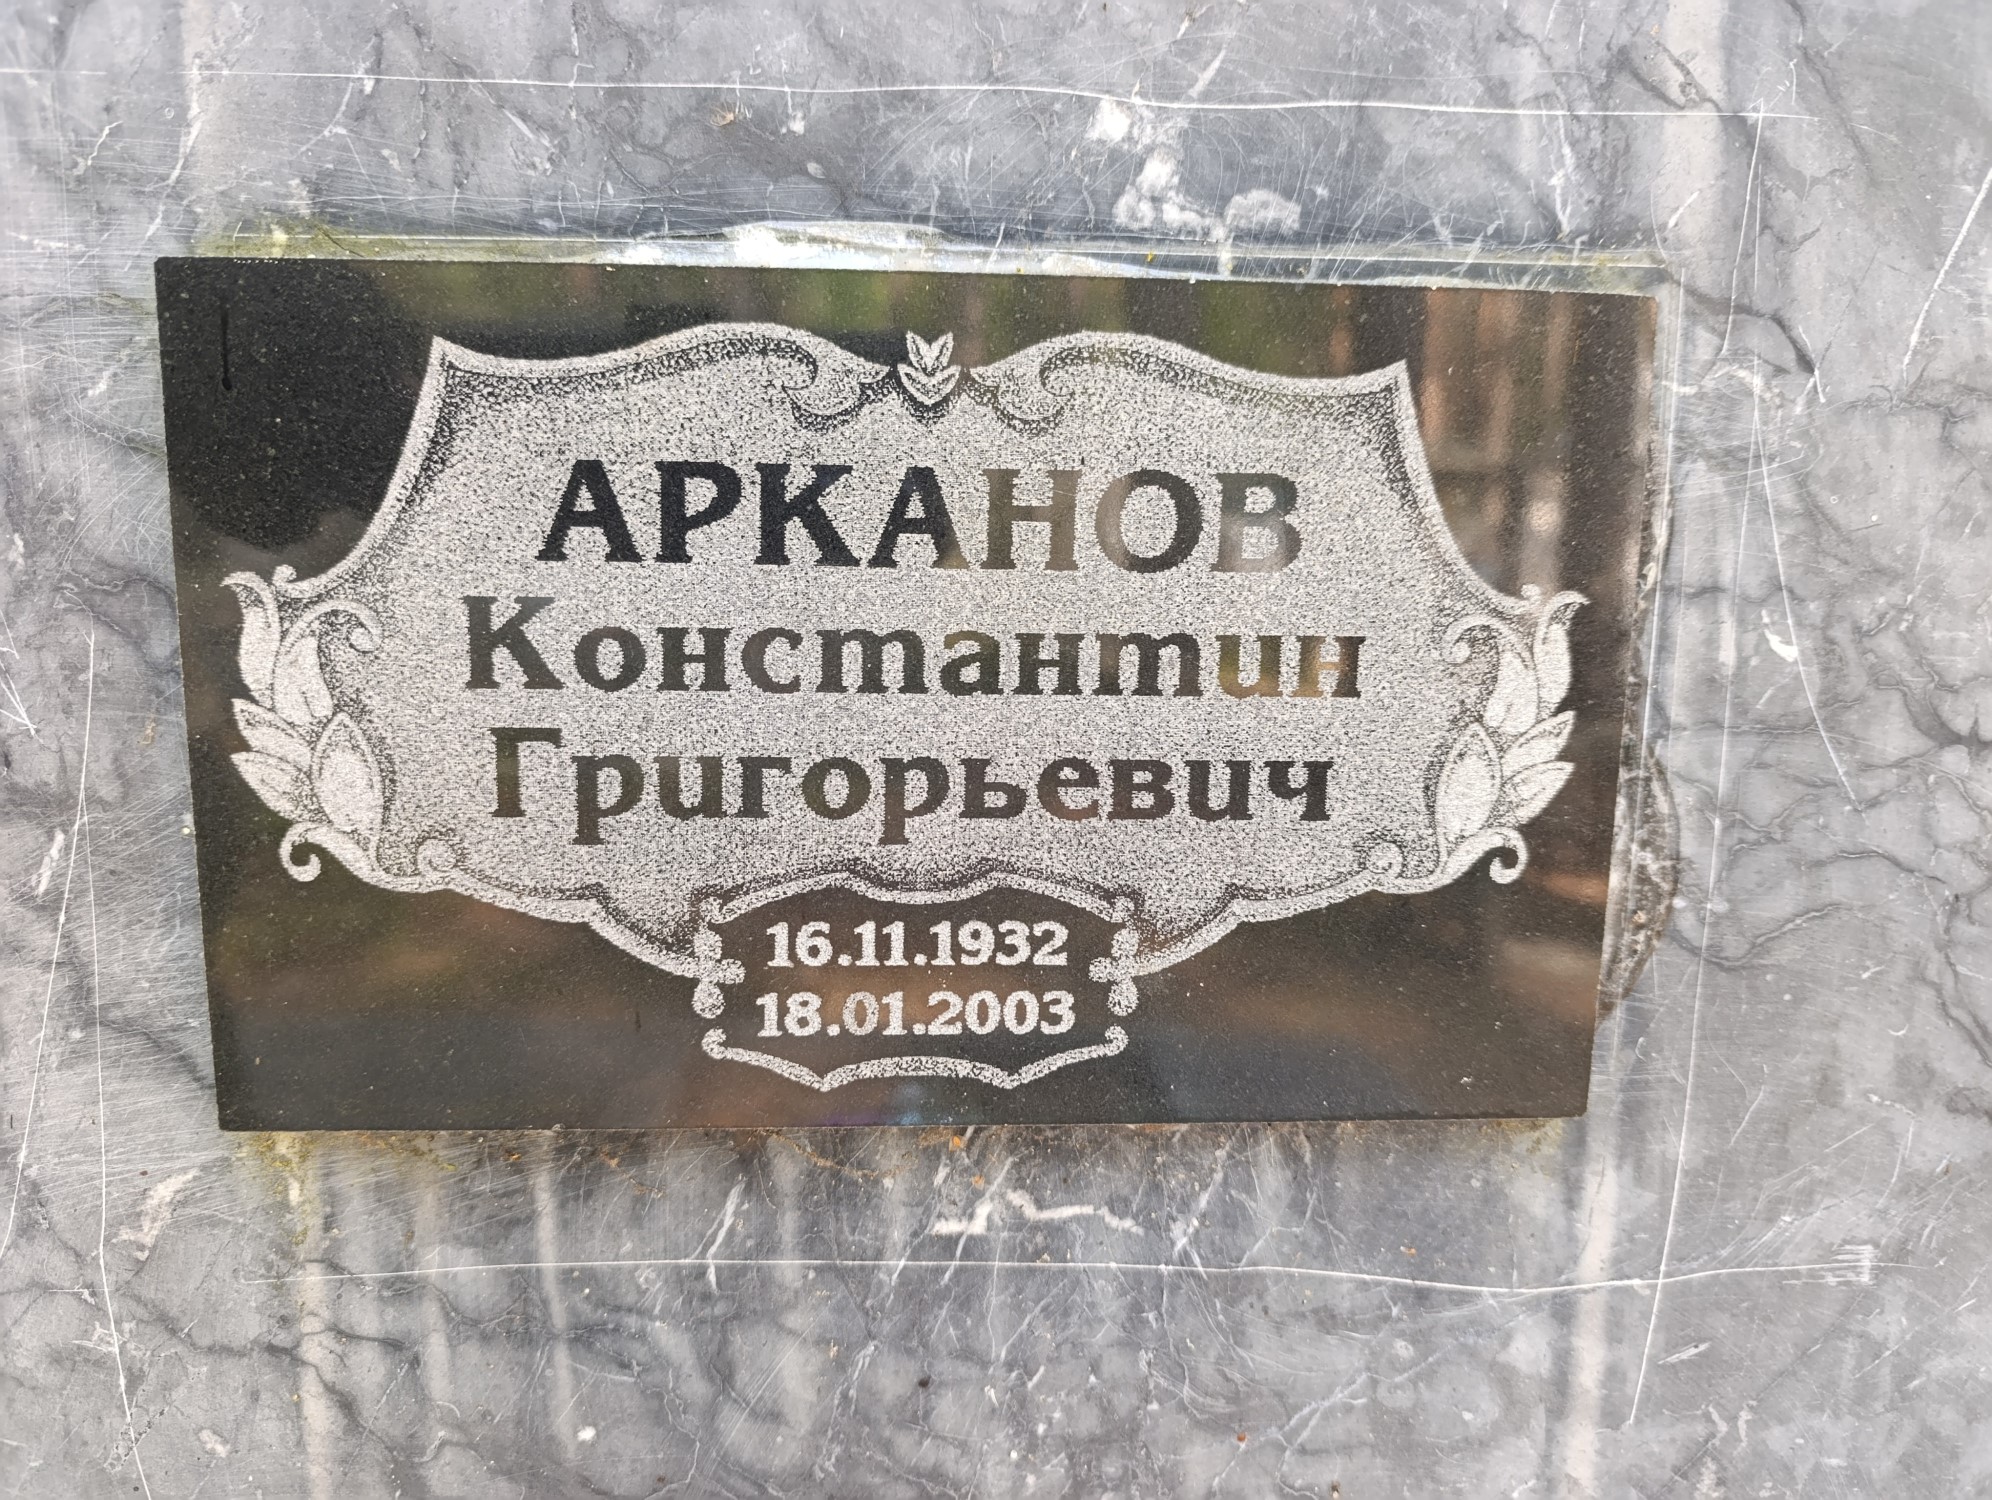 АРКАНОВ
Константин
Григорьевич
16.11.1932
18.01.2003